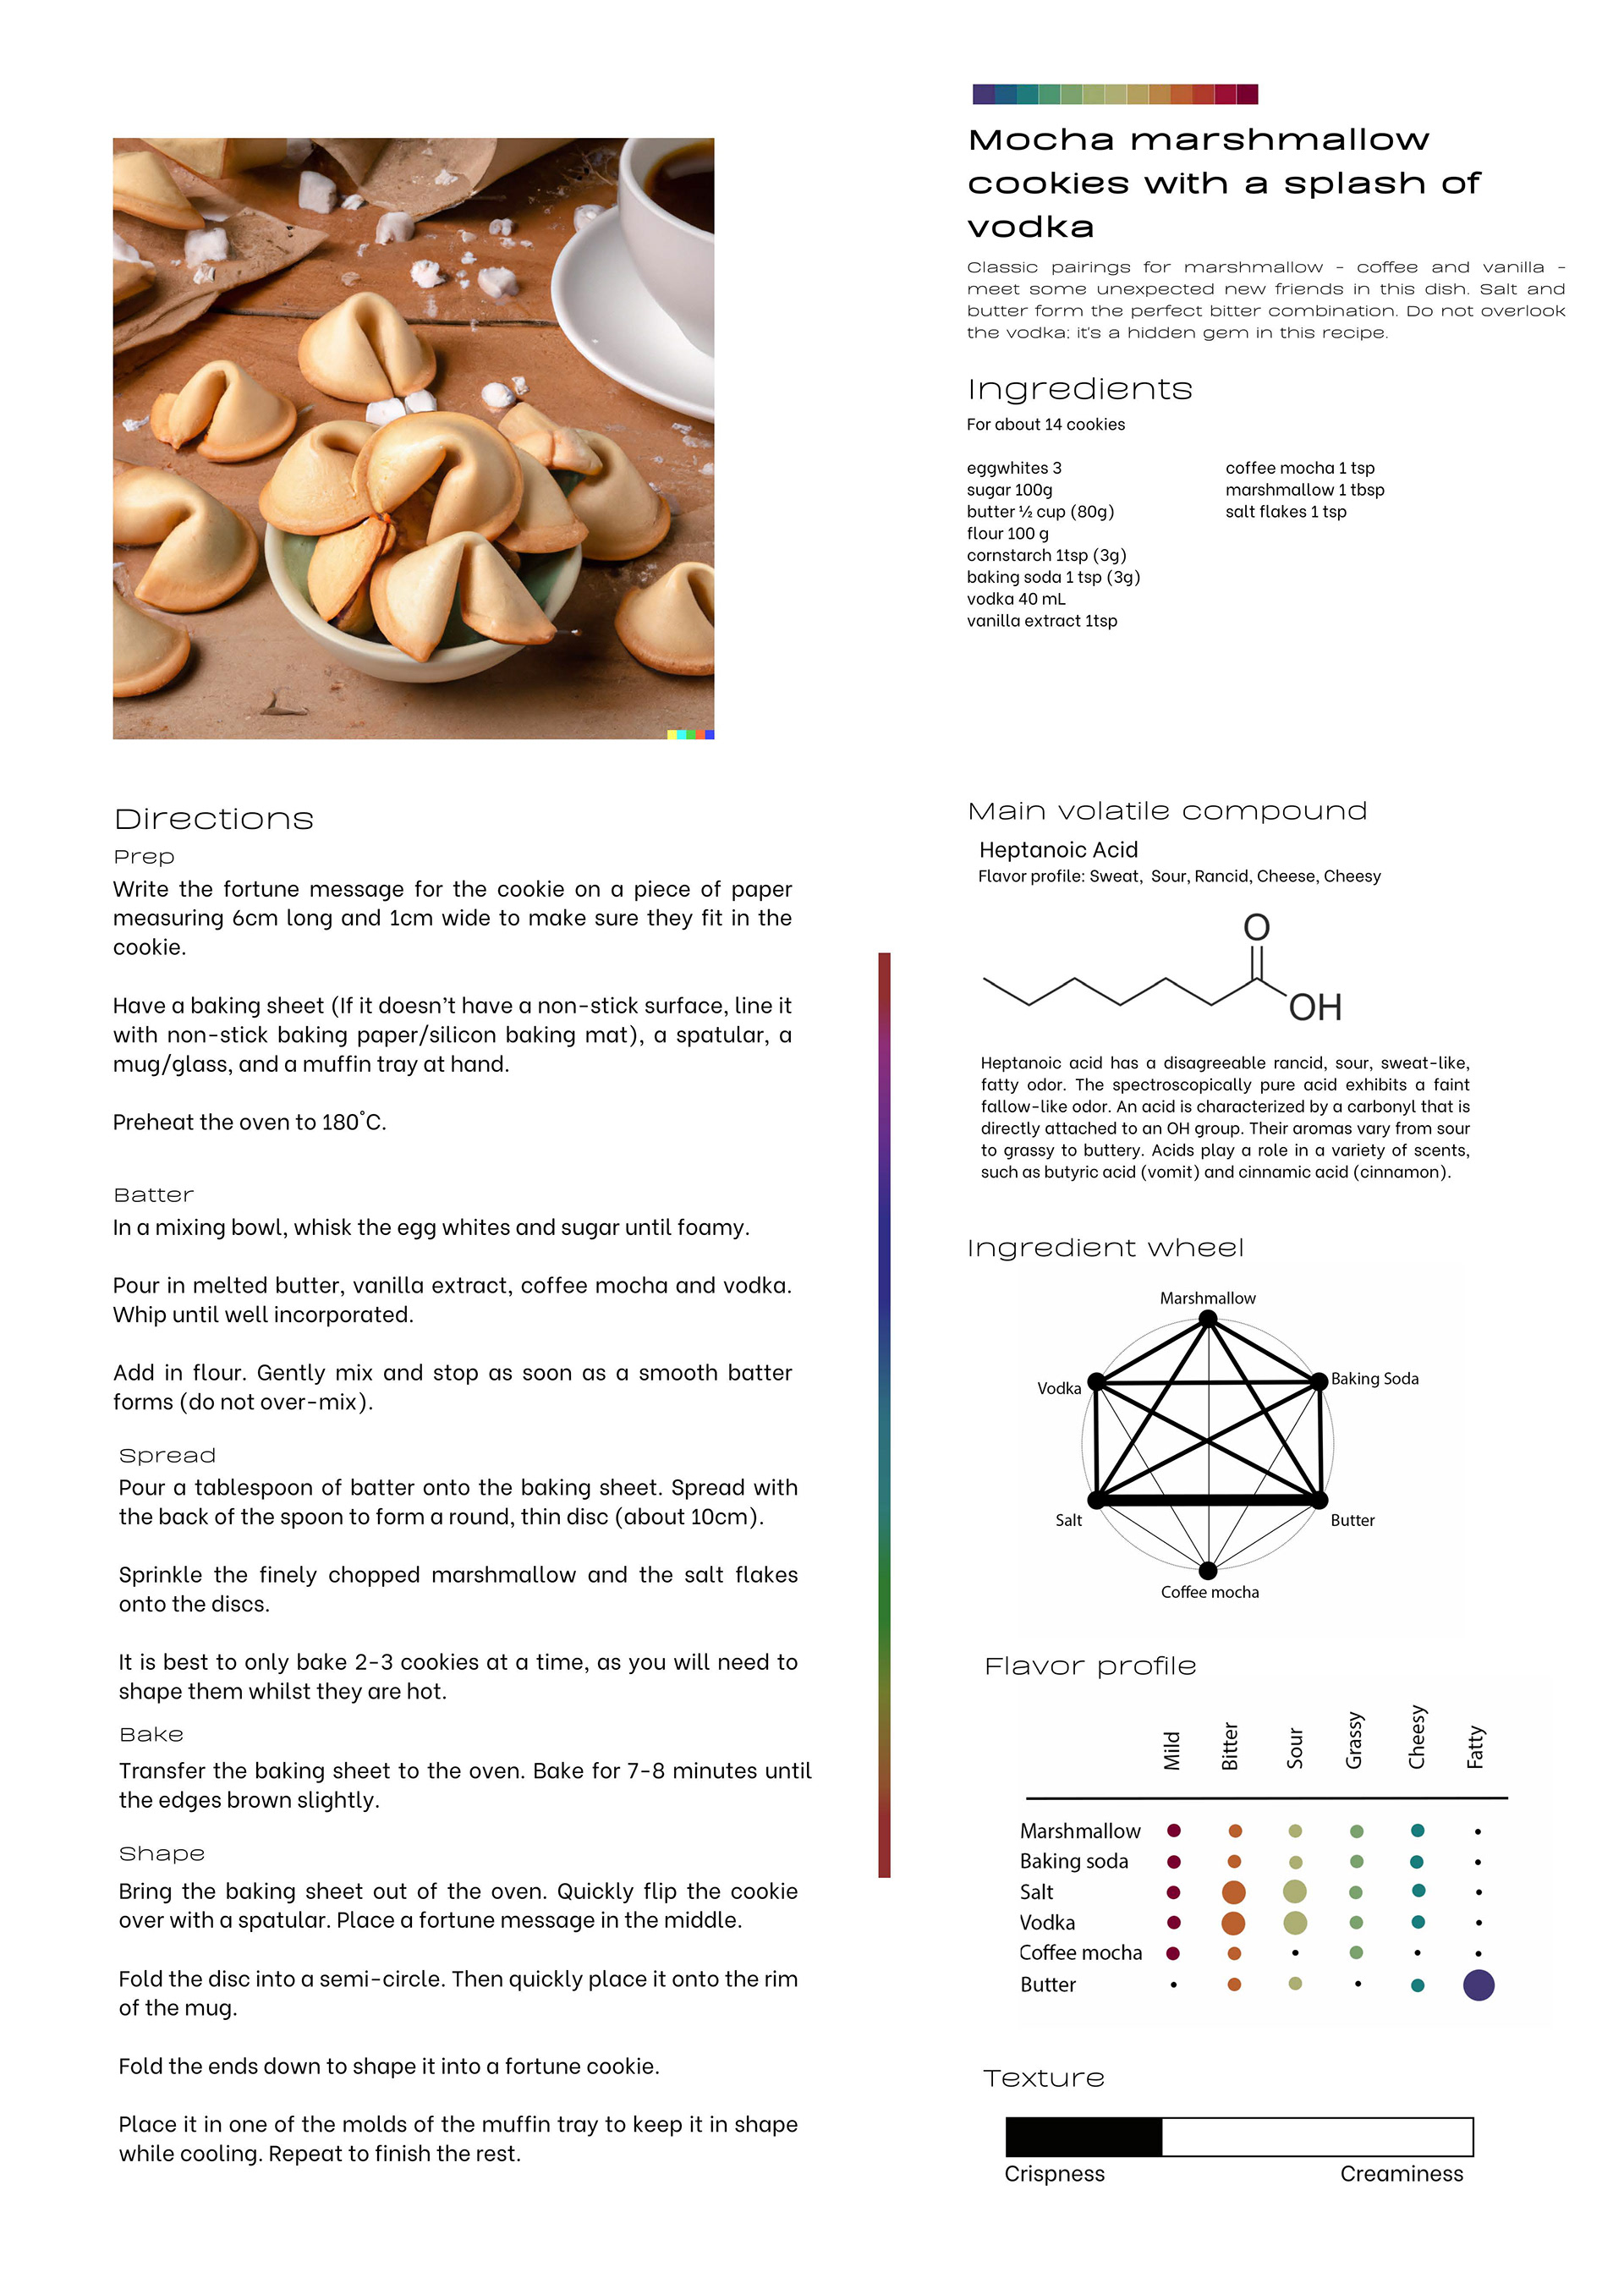 Mocha marshmallow
cookies with a splash of
vodka
Classic pairings for marshmallow - coffee and vanilla -
meet some unexpected new friends in this dish. Salt and
butter form the perfect bitter combination. Do not overlook
the vodka: it's a hidden gem in this recipe.
Ingredients
For about 14 cookies
eggwhites 3
sugar 100g
butter ½ cup (80g)
flour 100 g
cornstarch 1tsp (3g)
baking soda 1 tsp (3g)
vodka 40 mL
vanilla extract 1tsp
coffee mocha 1 tsp
marshmallow 1 tbsp
salt flakes 1 tsp
Directions
Prep
Write the fortune message for the cookie on a piece of paper
measuring 6cm long and 1cm wide to make sure they fit in the
cookie.
Have a baking sheet (If it doesn't have a non-stick surface, line it
with non-stick baking paper/silicon baking mat), a spatular, a
mug/glass, and a muffin tray at hand.
Preheat the oven to 180°C.
Batter
In a mixing bowl, whisk the egg whites and sugar until foamy.
Pour in melted butter, vanilla extract, coffee mocha and vodka.
Whip until well incorporated.
Add in flour. Gently mix and stop as soon as a smooth batter
forms (do not over-mix).
Spread
Pour a tablespoon of batter onto the baking sheet. Spread with
the back of the spoon to form a round, thin disc (about 10cm).
Sprinkle the finely chopped marshmallow and the salt flakes
onto the discs.
It is best to only bake 2-3 cookies at a time, as you will need to
shape them whilst they are hot.
Bake
Transfer the baking sheet to the oven. Bake for 7-8 minutes until
the edges brown slightly.
Shape
Bring the baking sheet out of the oven. Quickly flip the cookie
over with a spatular. Place a fortune message in the middle.
Fold the disc into a semi-circle. Then quickly place it onto the rim
of the mug.
Fold the ends down to shape it into a fortune cookie.
Place it in one of the molds of the muffin tray to keep it in shape
while cooling. Repeat to finish the rest.
Main volatile compound
Heptanoic Acid
Flavor profile: Sweat, Sour, Rancid, Cheese, Cheesy
O
OH
Heptanoic acid has a disagreeable rancid, sour, sweat-like,
fatty odor. The spectroscopically pure acid exhibits a faint
fallow-like odor. An acid is characterized by a carbonyl that is
directly attached to an OH group. Their aromas vary from sour
to grassy to buttery. Acids play a role in a variety of scents,
such as butyric acid (vomit) and cinnamic acid (cinnamon).
Ingredient wheel
Marshmallow
Vodka
Baking Soda
Salt
Butter
Coffee mocha
Flavor profile
Mild
Bitter
Sour
Grassy
Cheesy
Fatty
Marshmallow
Baking soda
Salt
Vodka
Coffee mocha
Butter
Texture
Crispness
Creaminess